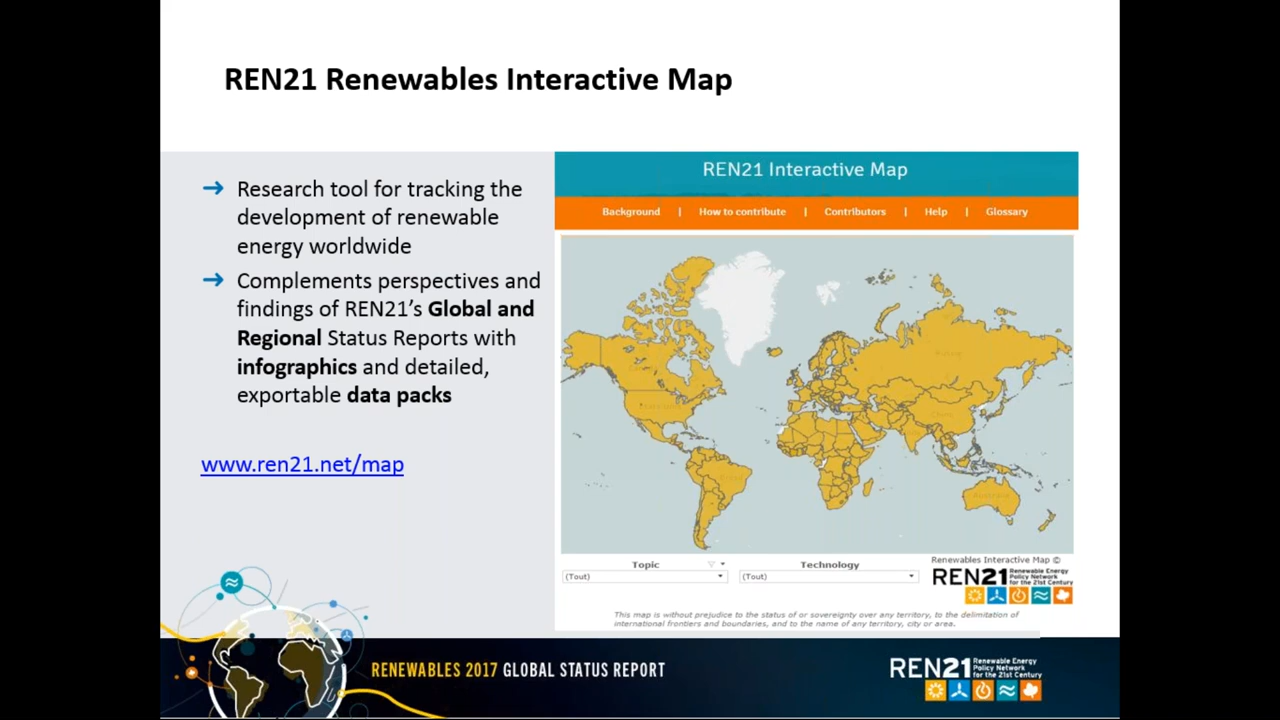 REN21 Renewables Interactive Map
Research tool for tracking the
development of renewable
energy worldwide
Complements perspectives and
findings of REN21's Global and
Regional Status Reports with
infographics and detailed,
exportable data packs
www.ren21.net/map
REN21 Interactive Map
Background | How to contribute | Contributors | Help | Glossary
Australia
Topic
(Tout)
Technology
(Tout)
Renewables Interactive Map ©
REN21 Renewable Energy
Policy Network
for the 21st Century
This map is without prejudice to the status of or sovereignty over any territory, to the delimitation of
international frontiers and boundaries, and to the name of any territory, city or area.
RENEWABLES 2017 GLOBAL STATUS REPORT
REN21 Renewable Energy
Policy Network
for the 21st Century